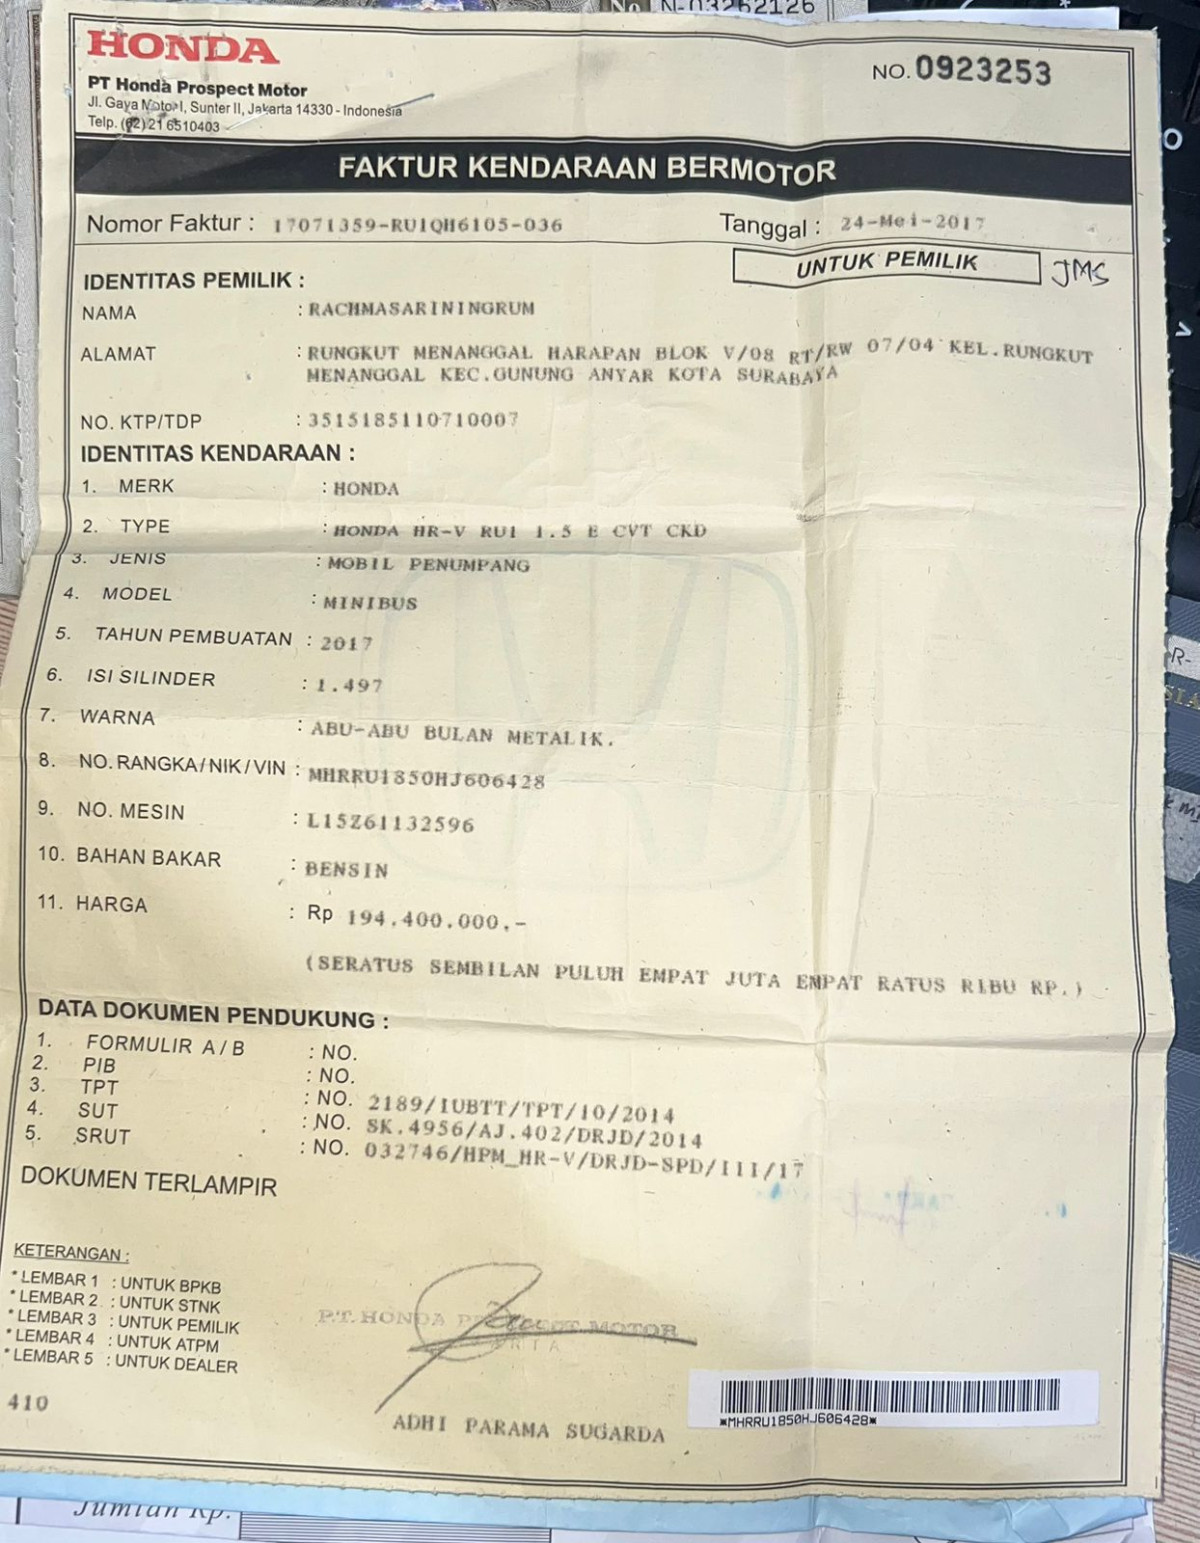 No N-03262126
HONDA
NO. 0923253
PT Honda Prospect Motor
Jl. Gaya Motor I, Sunter II, Jakarta 14330 - Indonesia
Telp. (62) 21 6510403
FAKTUR KENDARAAN BERMOTOR
Nomor Faktur : 17071359-RU1QH6105-036 Tanggal : 24-Mei-2017
UNTUK PEMILIK JMS
IDENTITAS PEMILIK :
NAMA : RACHMASARININGRUM
ALAMAT : RUNGKUT MENANGGAL HARAPAN BLOK V/08 RT/RW 07/04 KEL.RUNGKUT
MENANGGAL KEC.GUNUNG ANYAR KOTA SURABAYA
NO. KTP/TDP : 3515185110710007
IDENTITAS KENDARAAN :
1. MERK : HONDA
2. TYPE : HONDA HR-V RU1 1.5 E CVT CKD
3. JENIS : MOBIL PENUMPANG
4. MODEL : MINIBUS
5. TAHUN PEMBUATAN : 2017
6. ISI SILINDER : 1.497
7. WARNA : ABU-ABU BULAN METALIK.
8. NO. RANGKA/NIK/VIN : MHRRU1850HJ606428
9. NO. MESIN : L15Z61132596
10. BAHAN BAKAR : BENSIN
11. HARGA : Rp 194.400.000,-
(SERATUS SEMBILAN PULUH EMPAT JUTA EMPAT RATUS RIBU RP.)
DATA DOKUMEN PENDUKUNG :
1. FORMULIR A/B : NO.
2. PIB : NO.
3. TPT : NO. 2189/IUBTT/TPT/10/2014
4. SUT : NO. SK.4956/AJ.402/DRJD/2014
5. SRUT : NO. 032746/HPM_HR-V/DRJD-SPD/III/17
DOKUMEN TERLAMPIR
KETERANGAN :
* LEMBAR 1 : UNTUK BPKB
* LEMBAR 2 : UNTUK STNK
* LEMBAR 3 : UNTUK PEMILIK
* LEMBAR 4 : UNTUK ATPM
* LEMBAR 5 : UNTUK DEALER
P.T. HONDA PROSPECT MOTOR
410
ADHI PARAMA SUGARDA
*MHRRU1850HJ606428*
Jumlah Rp.